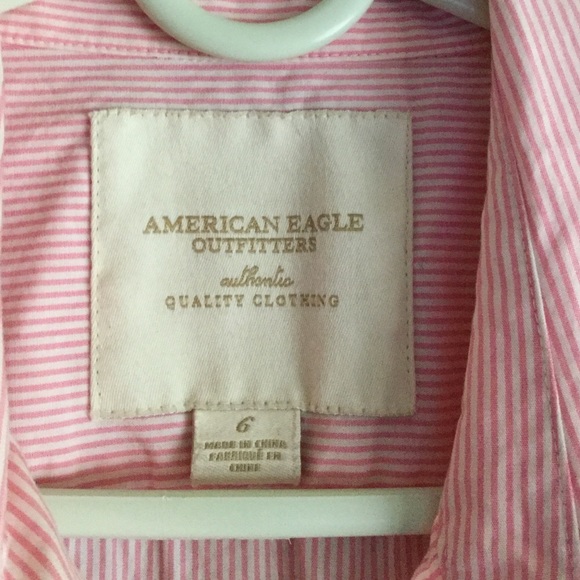 AMERICAN EAGLE
OUTFITTERS
authentic
QUALITY CLOTHING
6
MADE IN CHINA
FABRIQUÉ EN
CHINE